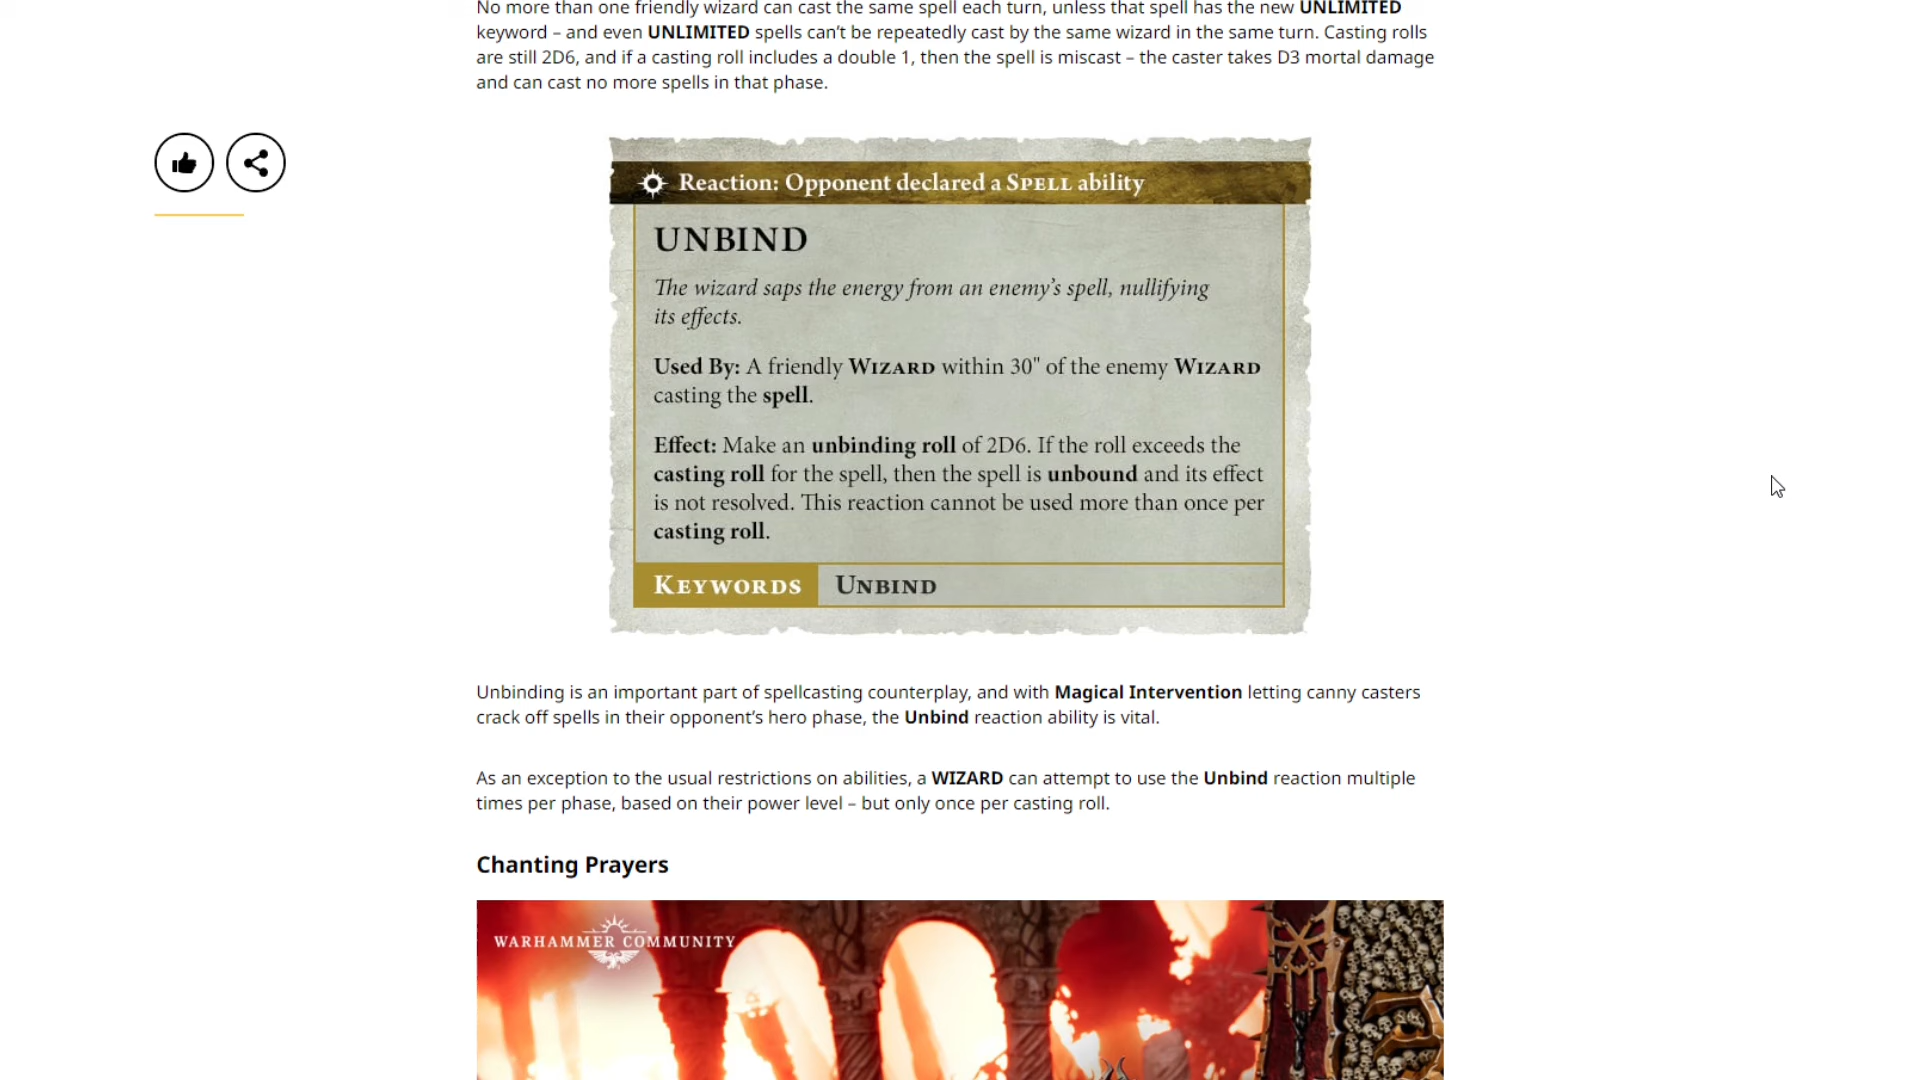 No more than one friendly wizard can cast the same spell each turn, unless that spell has the new UNLIMITED
keyword – and even UNLIMITED spells can’t be repeatedly cast by the same wizard in the same turn. Casting rolls
are still 2D6, and if a casting roll includes a double 1, then the spell is miscast – the caster takes D3 mortal damage
and can cast no more spells in that phase.
Reaction: Opponent declared a SPELL ability
UNBIND
The wizard saps the energy from an enemy’s spell, nullifying
its effects.
Used By: A friendly WIZARD within 30" of the enemy WIZARD
casting the spell.
Effect: Make an unbinding roll of 2D6. If the roll exceeds the
casting roll for the spell, then the spell is unbound and its effect
is not resolved. This reaction cannot be used more than once per
casting roll.
KEYWORDS UNBIND
Unbinding is an important part of spellcasting counterplay, and with Magical Intervention letting canny casters
crack off spells in their opponent’s hero phase, the Unbind reaction ability is vital.
As an exception to the usual restrictions on abilities, a WIZARD can attempt to use the Unbind reaction multiple
times per phase, based on their power level – but only once per casting roll.
Chanting Prayers
WARHAMMER COMMUNITY